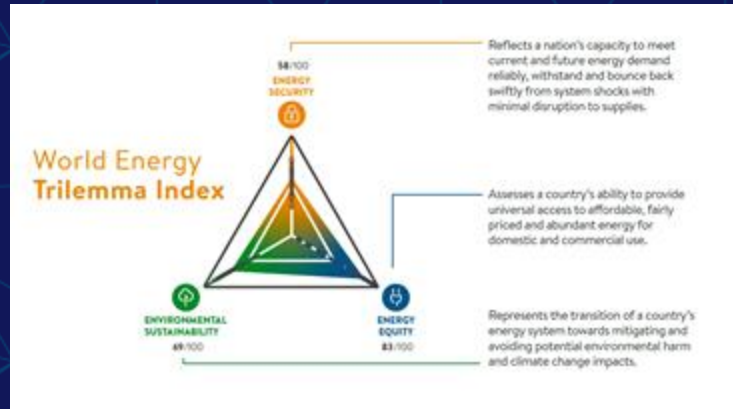 58/100
ENERGY
SECURITY
Reflects a nation's capacity to meet
current and future energy demand
reliably, withstand and bounce back
swiftly from system shocks with
minimal disruption to supplies.
World Energy
Trilemma Index
Assesses a country's ability to provide
universal access to affordable, fairly
priced and abundant energy for
domestic and commercial use.
ENVIRONMENTAL
SUSTAINABILITY
69/100
ENERGY
EQUITY
83/100
Represents the transition of a country's
energy system towards mitigating and
avoiding potential environmental harm
and climate change impacts.